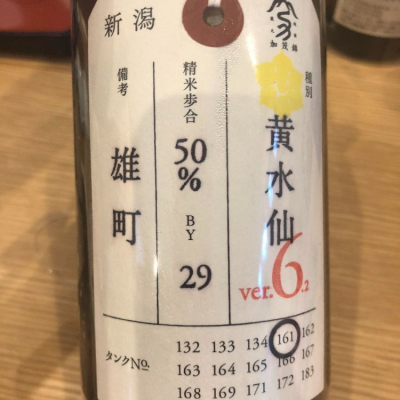 新潟
加茂錦
種別
黄水仙
ver.6.2
精米歩合
50
%
BY
29
備考
雄町
タンクNo.
132 133 134 161 162
163 164 165 166 167
168 169 171 172 183